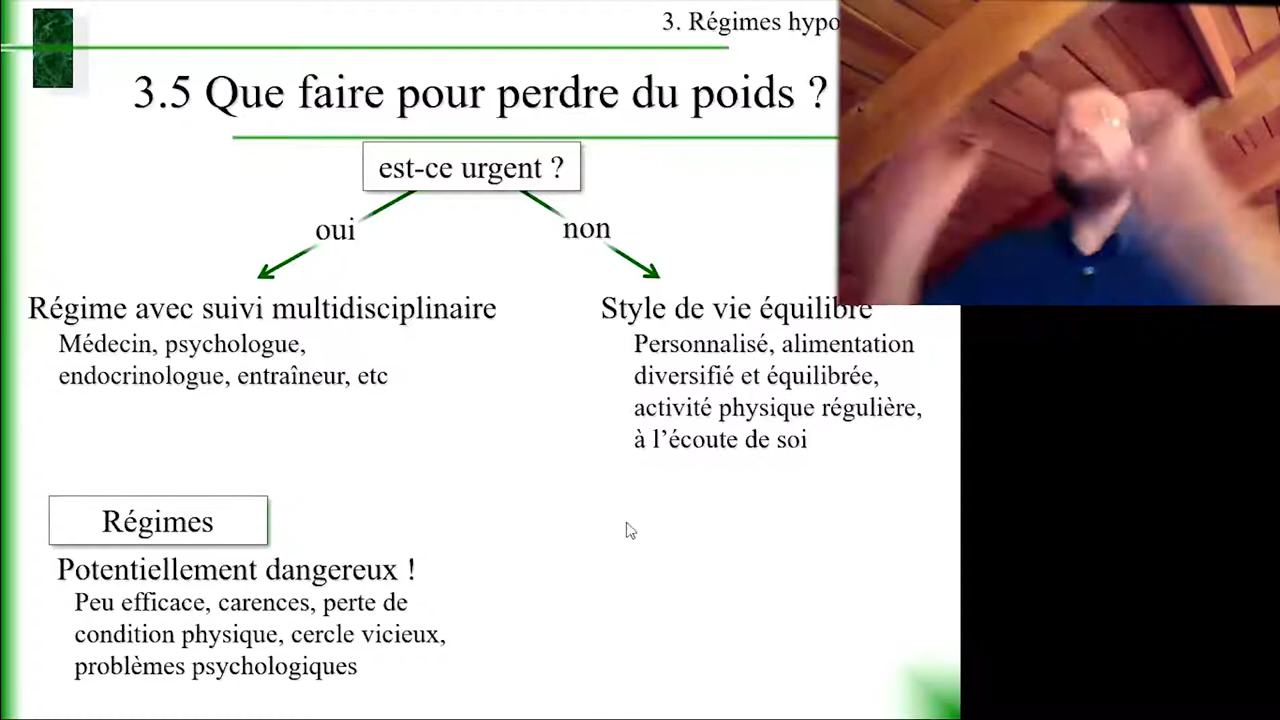 3. Régimes hypo
3.5 Que faire pour perdre du poids ?
est-ce urgent ?
oui
non
Régime avec suivi multidisciplinaire
Médecin, psychologue,
endocrinologue, entraîneur, etc
Style de vie équilibré
Personnalisé, alimentation
diversifié et équilibrée,
activité physique régulière,
à l’écoute de soi
Régimes
Potentiellement dangereux !
Peu efficace, carences, perte de
condition physique, cercle vicieux,
problèmes psychologiques